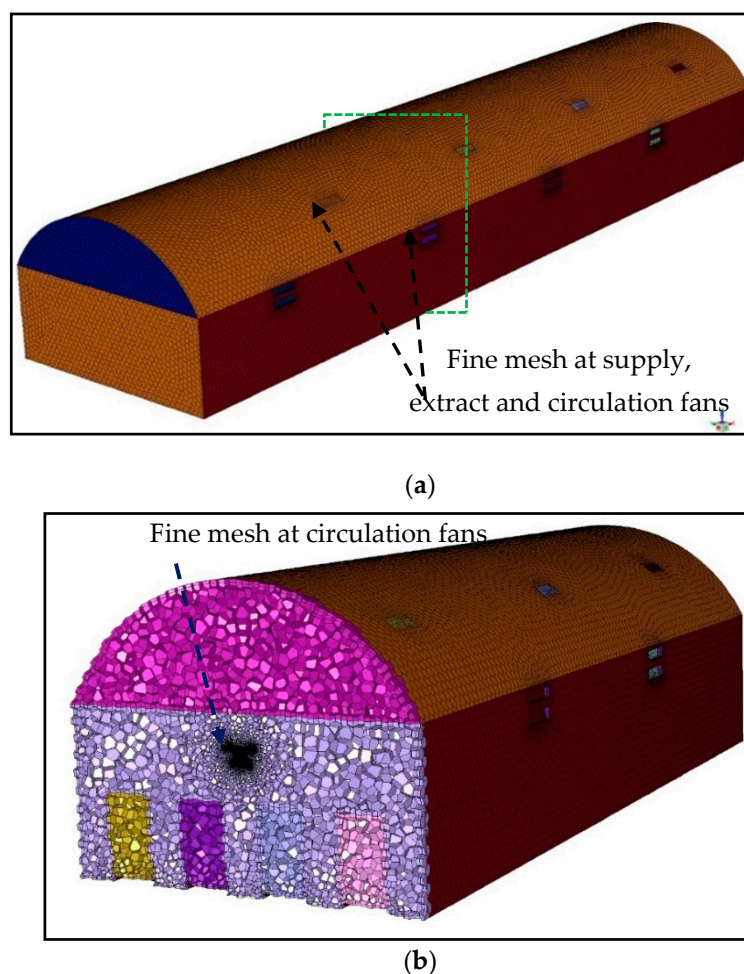 Fine mesh at supply,
extract and circulation fans
(a)
Fine mesh at circulation fans
(b)